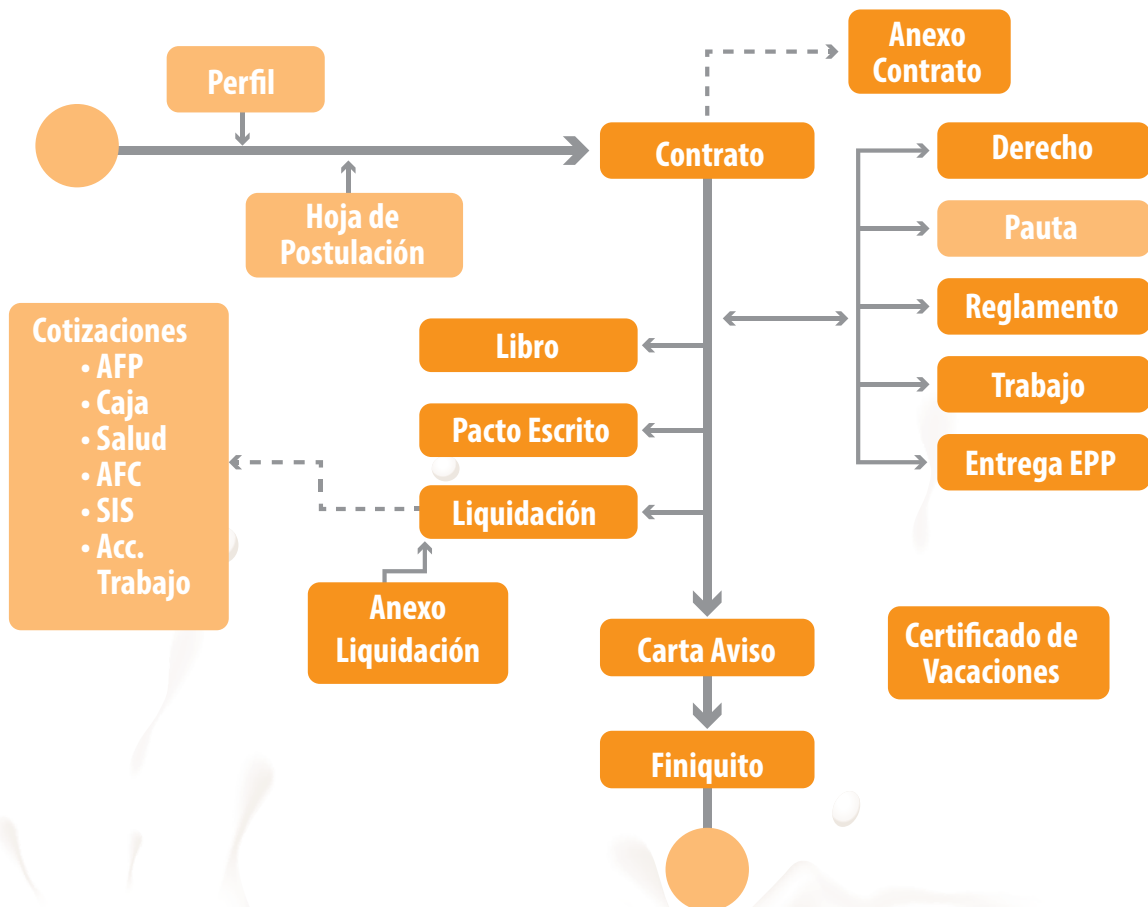 Anexo
Contrato
Perfil
Contrato
Derecho
Hoja de
Postulación
Pauta
Reglamento
Cotizaciones
• AFP
• Caja
• Salud
• AFC
• SIS
• Acc.
Trabajo
Libro
Trabajo
Pacto Escrito
Entrega EPP
Liquidación
Anexo
Liquidación
Carta Aviso
Certificado de
Vacaciones
Finiquito